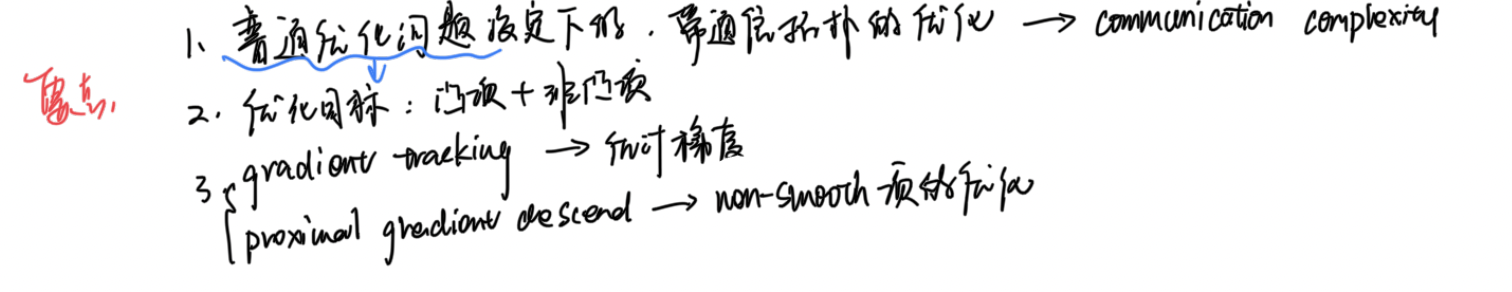 1、普通优化问题设定下的,带通信拓扑的优化 → communication complexity
要点,
2. 优化目标：凸项+非凸项
3. { gradient tracking → 估计梯度
proximal gradient descend → non-smooth 项的优化